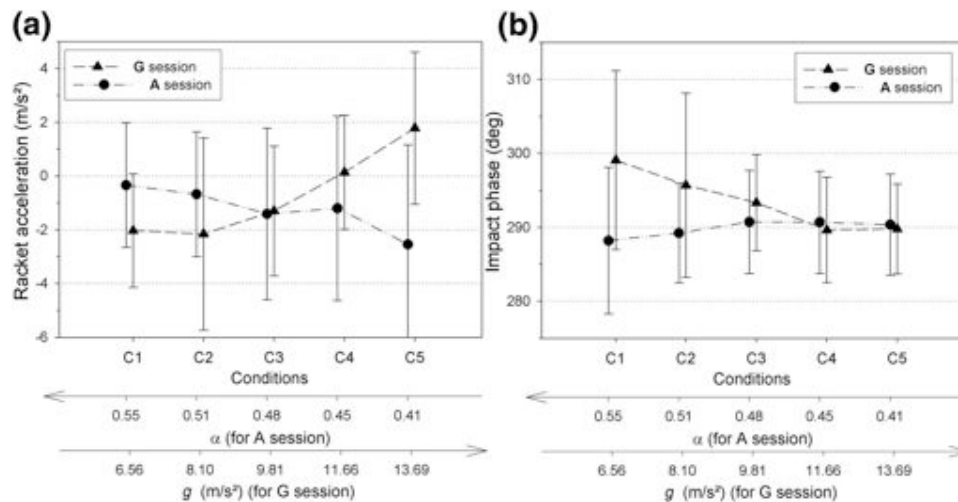 (a)
Racket acceleration (m/s²)
4
2
0
-2
-4
-6
G session
A session
C1 C2 C3 C4 C5
Conditions
0.55 0.51 0.48 0.45 0.41
α (for A session)
6.56 8.10 9.81 11.66 13.69
g (m/s²) (for G session)
(b)
Impact phase (deg)
310
300
290
280
G session
A session
C1 C2 C3 C4 C5
Conditions
0.55 0.51 0.48 0.45 0.41
α (for A session)
6.56 8.10 9.81 11.66 13.69
g (m/s²) (for G session)